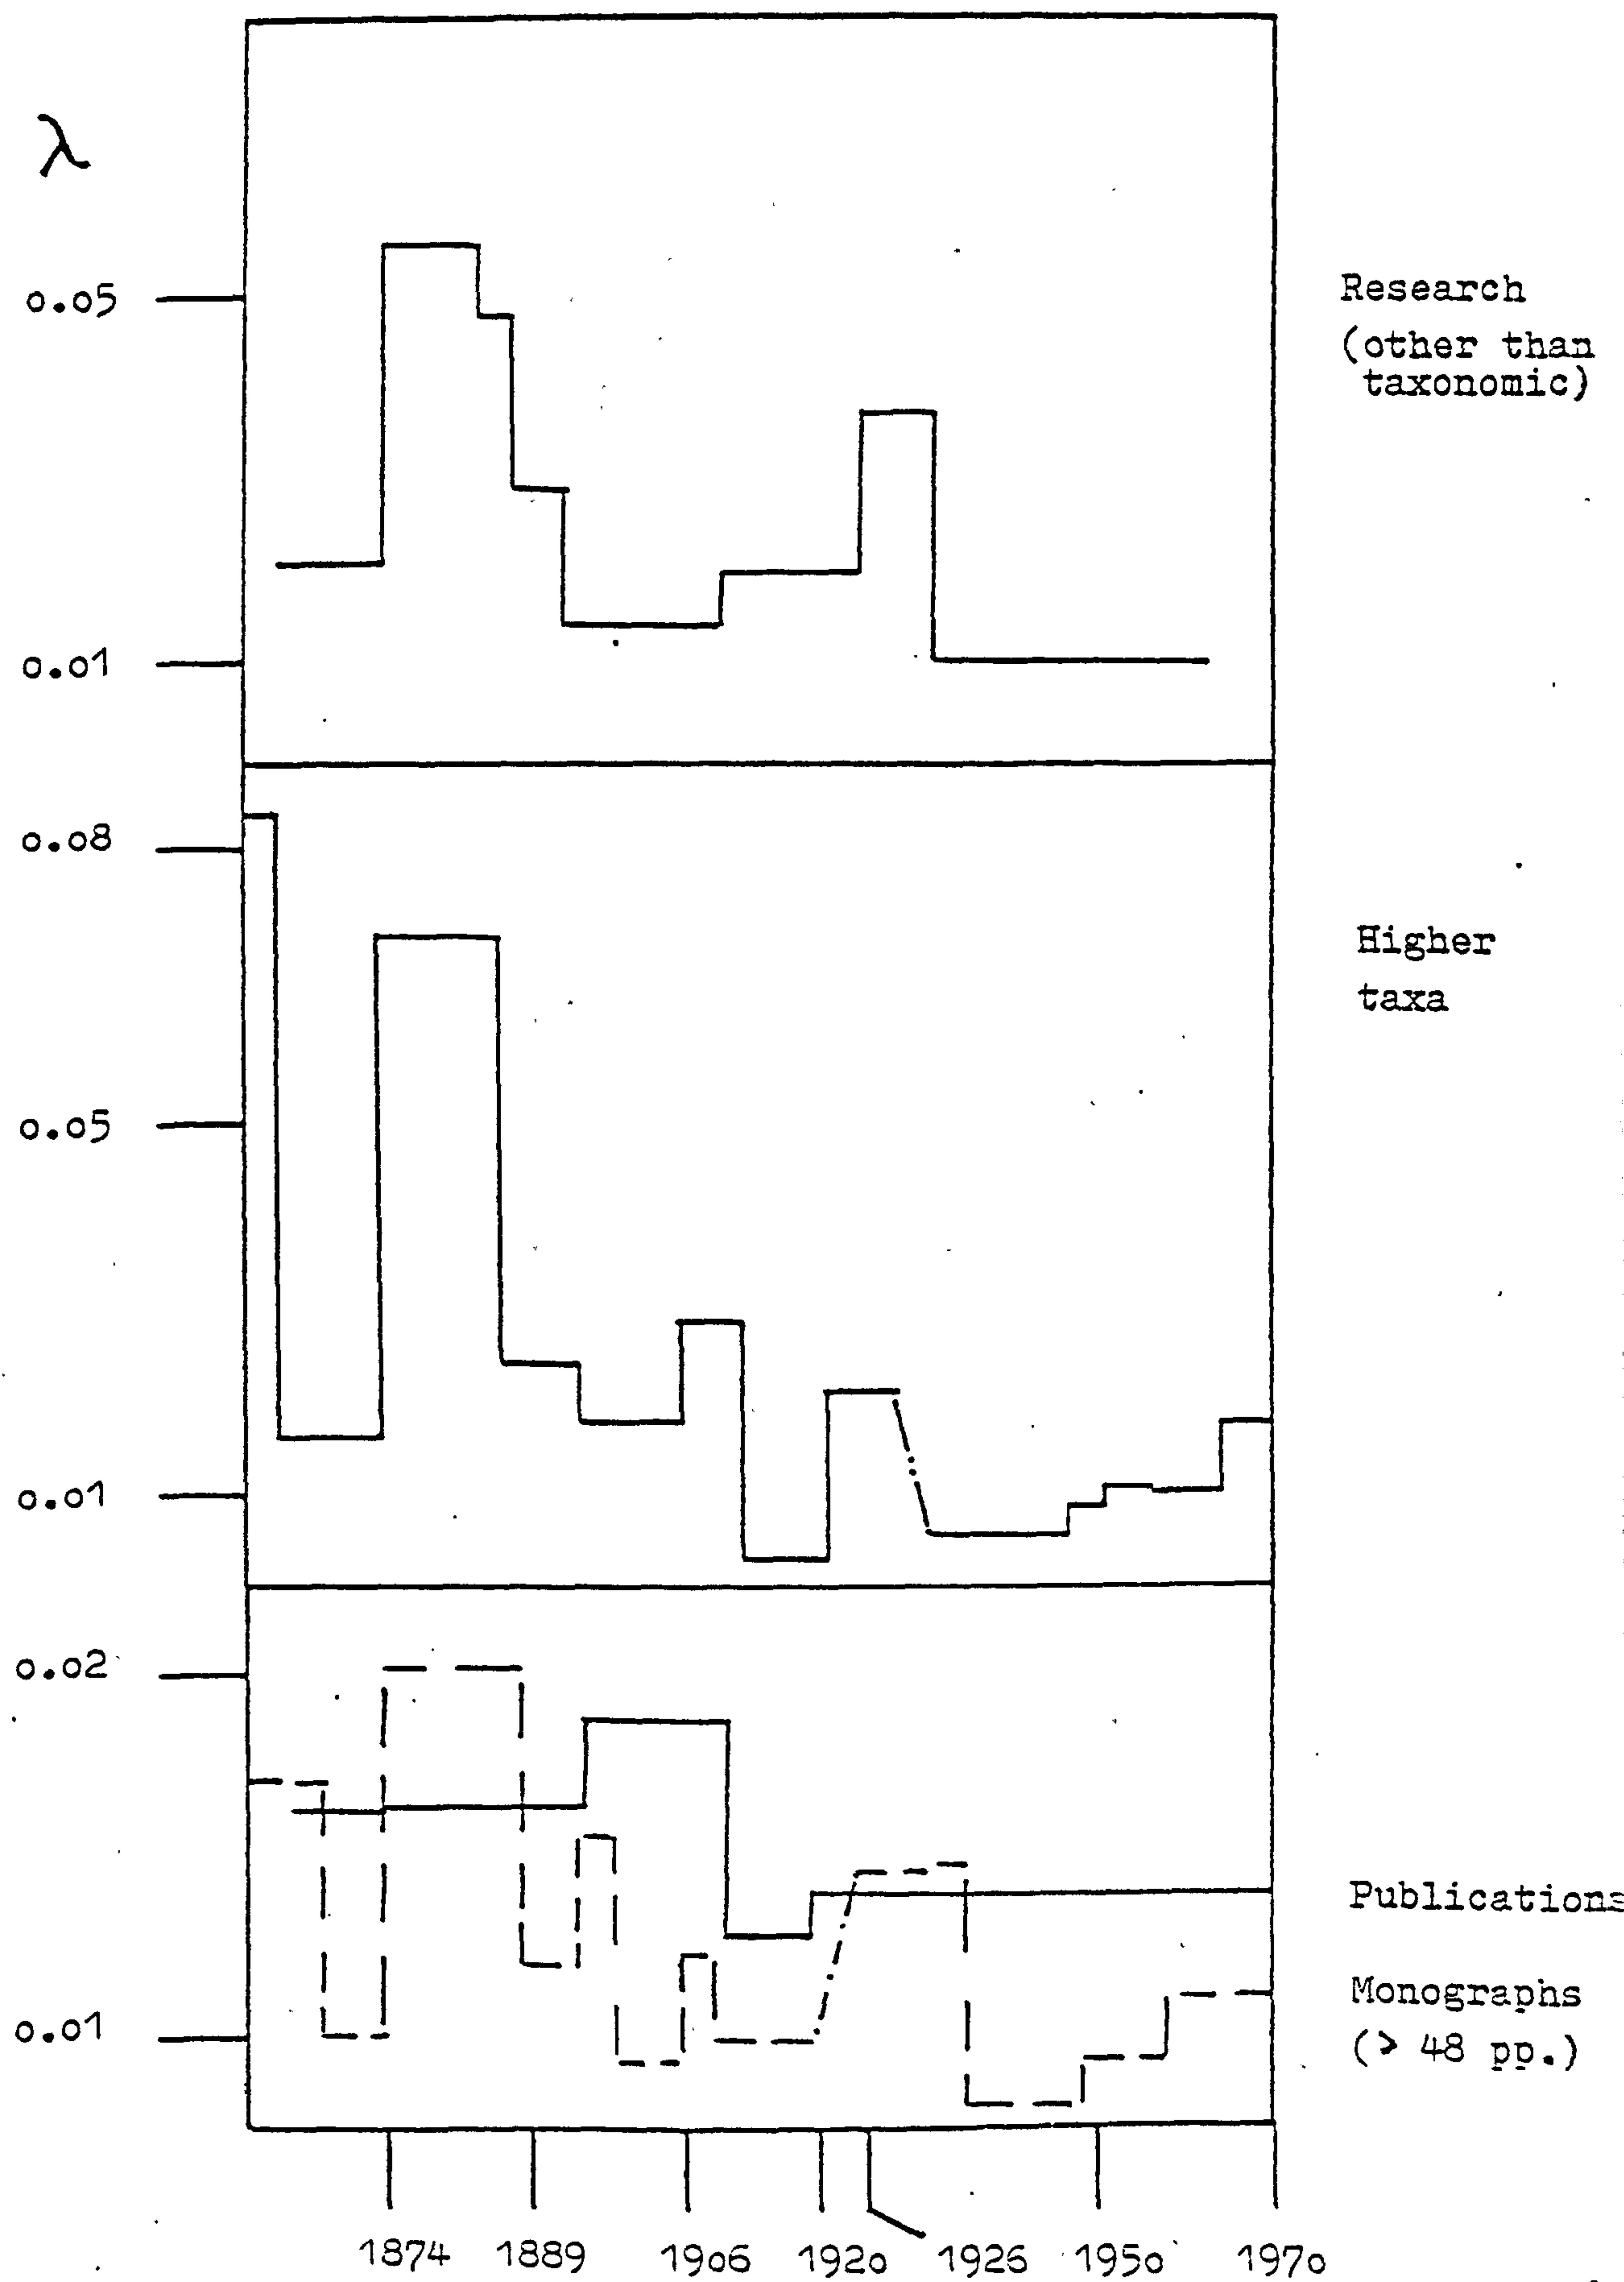 λ
0.05
Research
(other than
taxonomic)
0.01
0.08
Higher
taxa
0.05
0.01
0.02
Publications
Monographs
(> 48 pp.)
0.01
1874 1889 1906 1920 1926 1950 1970